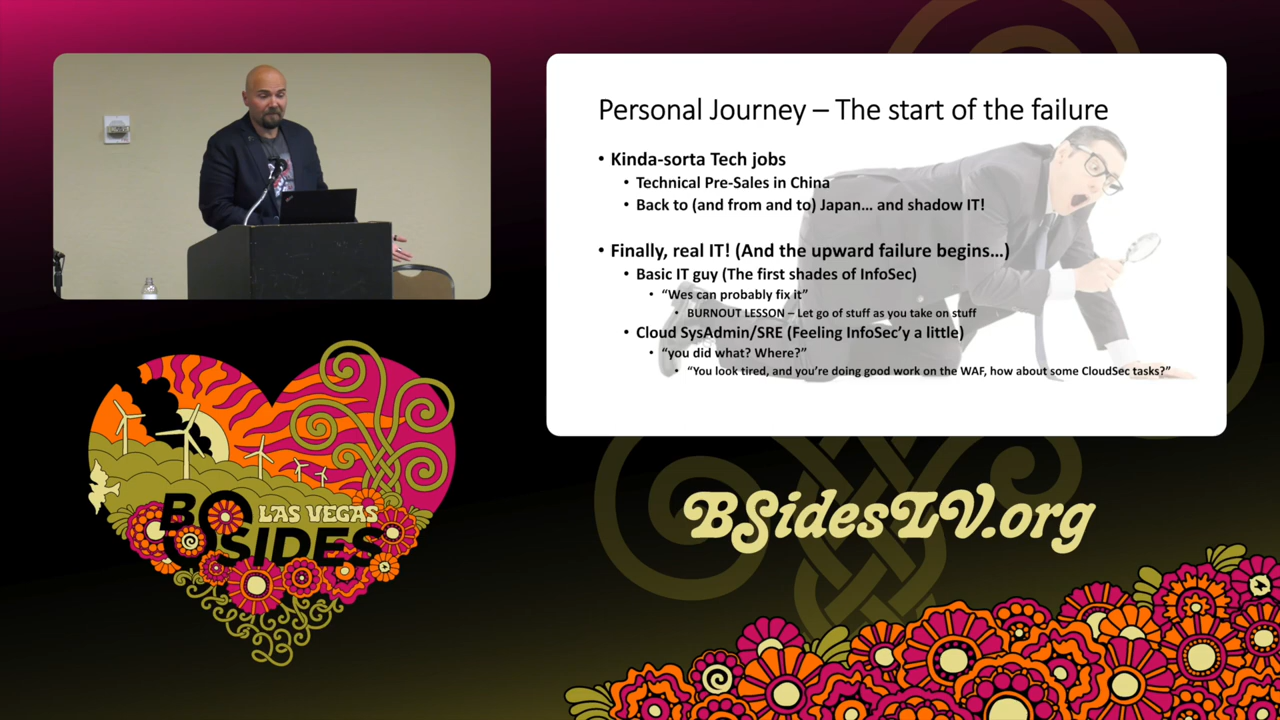 Personal Journey – The start of the failure
• Kinda-sorta Tech jobs
• Technical Pre-Sales in China
• Back to (and from and to) Japan... and shadow IT!
• Finally, real IT! (And the upward failure begins...)
• Basic IT guy (The first shades of InfoSec)
• “Wes can probably fix it”
• BURNOUT LESSON – Let go of stuff as you take on stuff
• Cloud SysAdmin/SRE (Feeling InfoSec’y a little)
• “you did what? Where?”
• “You look tired, and you’re doing good work on the WAF, how about some CloudSec tasks?”
BSIDES
LAS VEGAS
BSidesLV.org